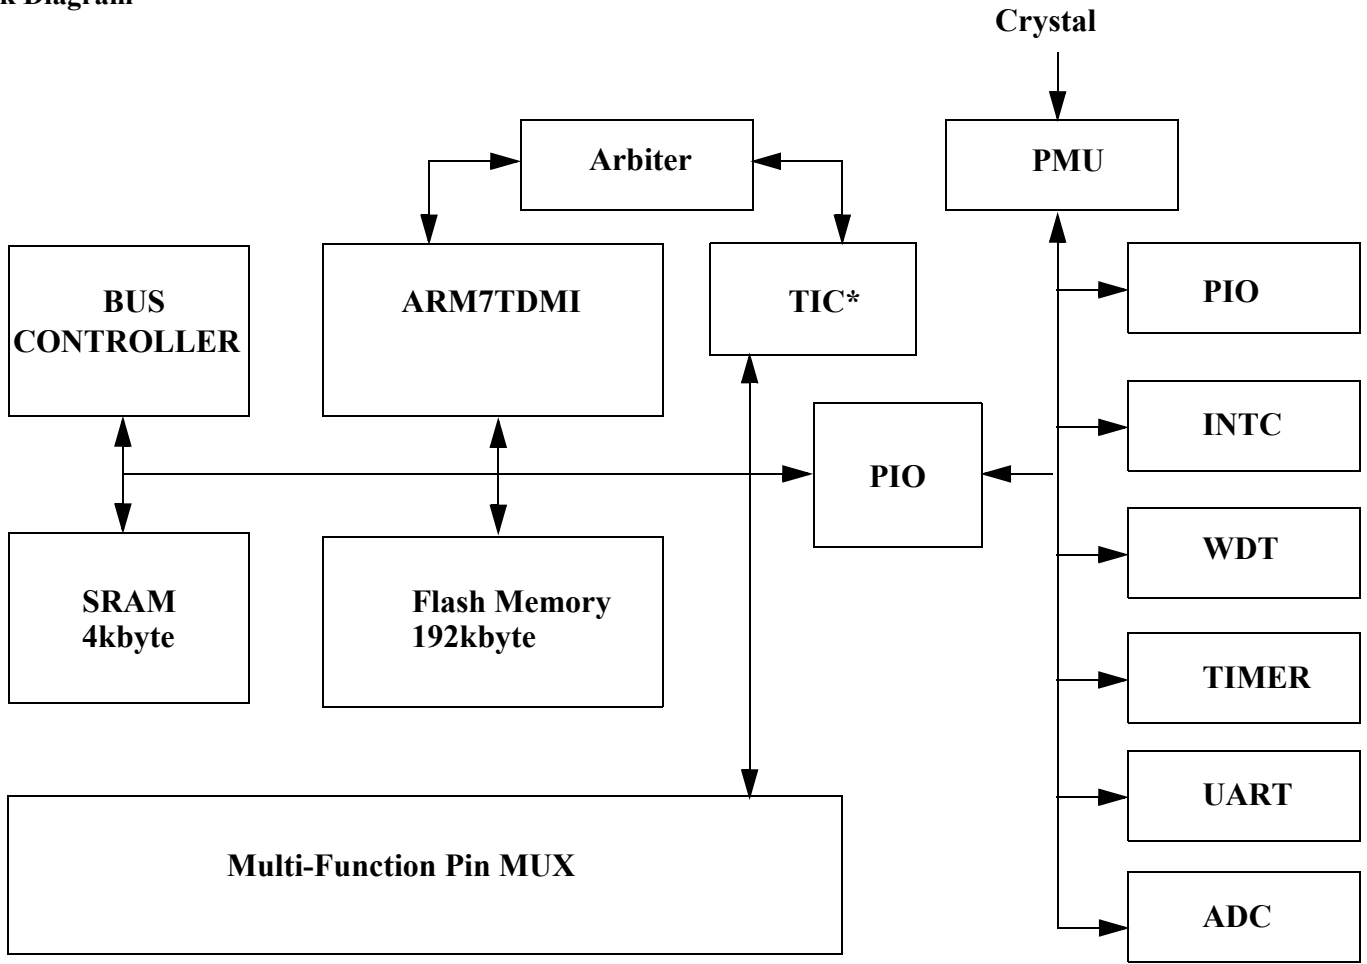 k Diagram
Crystal
Arbiter
PMU
BUS
CONTROLLER
ARM7TDMI
TIC*
PIO
INTC
PIO
WDT
SRAM
4kbyte
Flash Memory
192kbyte
TIMER
UART
Multi-Function Pin MUX
ADC